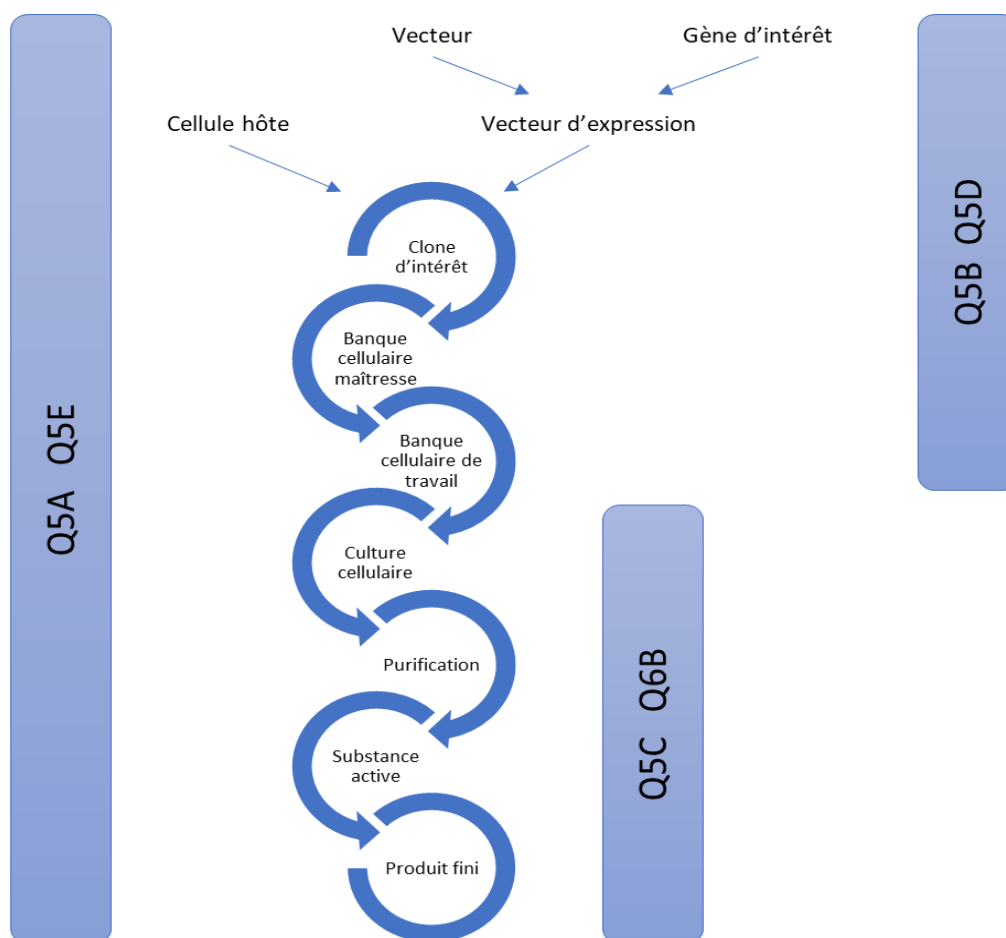 Vecteur
Gène d’intérêt
Cellule hôte
Vecteur d’expression
Clone
d’intérêt
Banque
cellulaire
maîtresse
Banque
cellulaire de
travail
Culture
cellulaire
Purification
Substance
active
Produit fini
Q5A Q5E
Q5C Q6B
Q5B Q5D